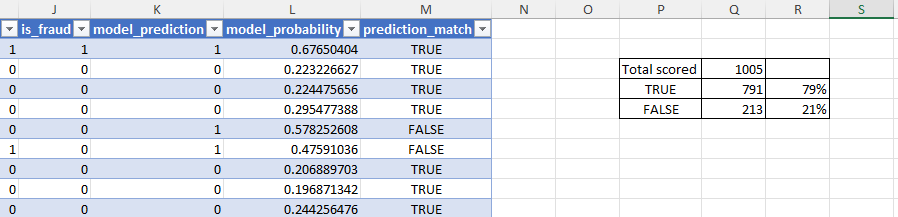 J K L M N O P Q R S
is_fraud model_prediction model_probability prediction_match
1 1 1 0.67650404 TRUE
0 0 0 0.223226627 TRUE Total scored 1005
0 0 0 0.224475656 TRUE TRUE 791 79%
0 0 0 0.295477388 TRUE FALSE 213 21%
0 0 1 0.578252608 FALSE
1 0 1 0.47591036 FALSE
0 0 0 0.206889703 TRUE
0 0 0 0.196871342 TRUE
0 0 0 0.244256476 TRUE